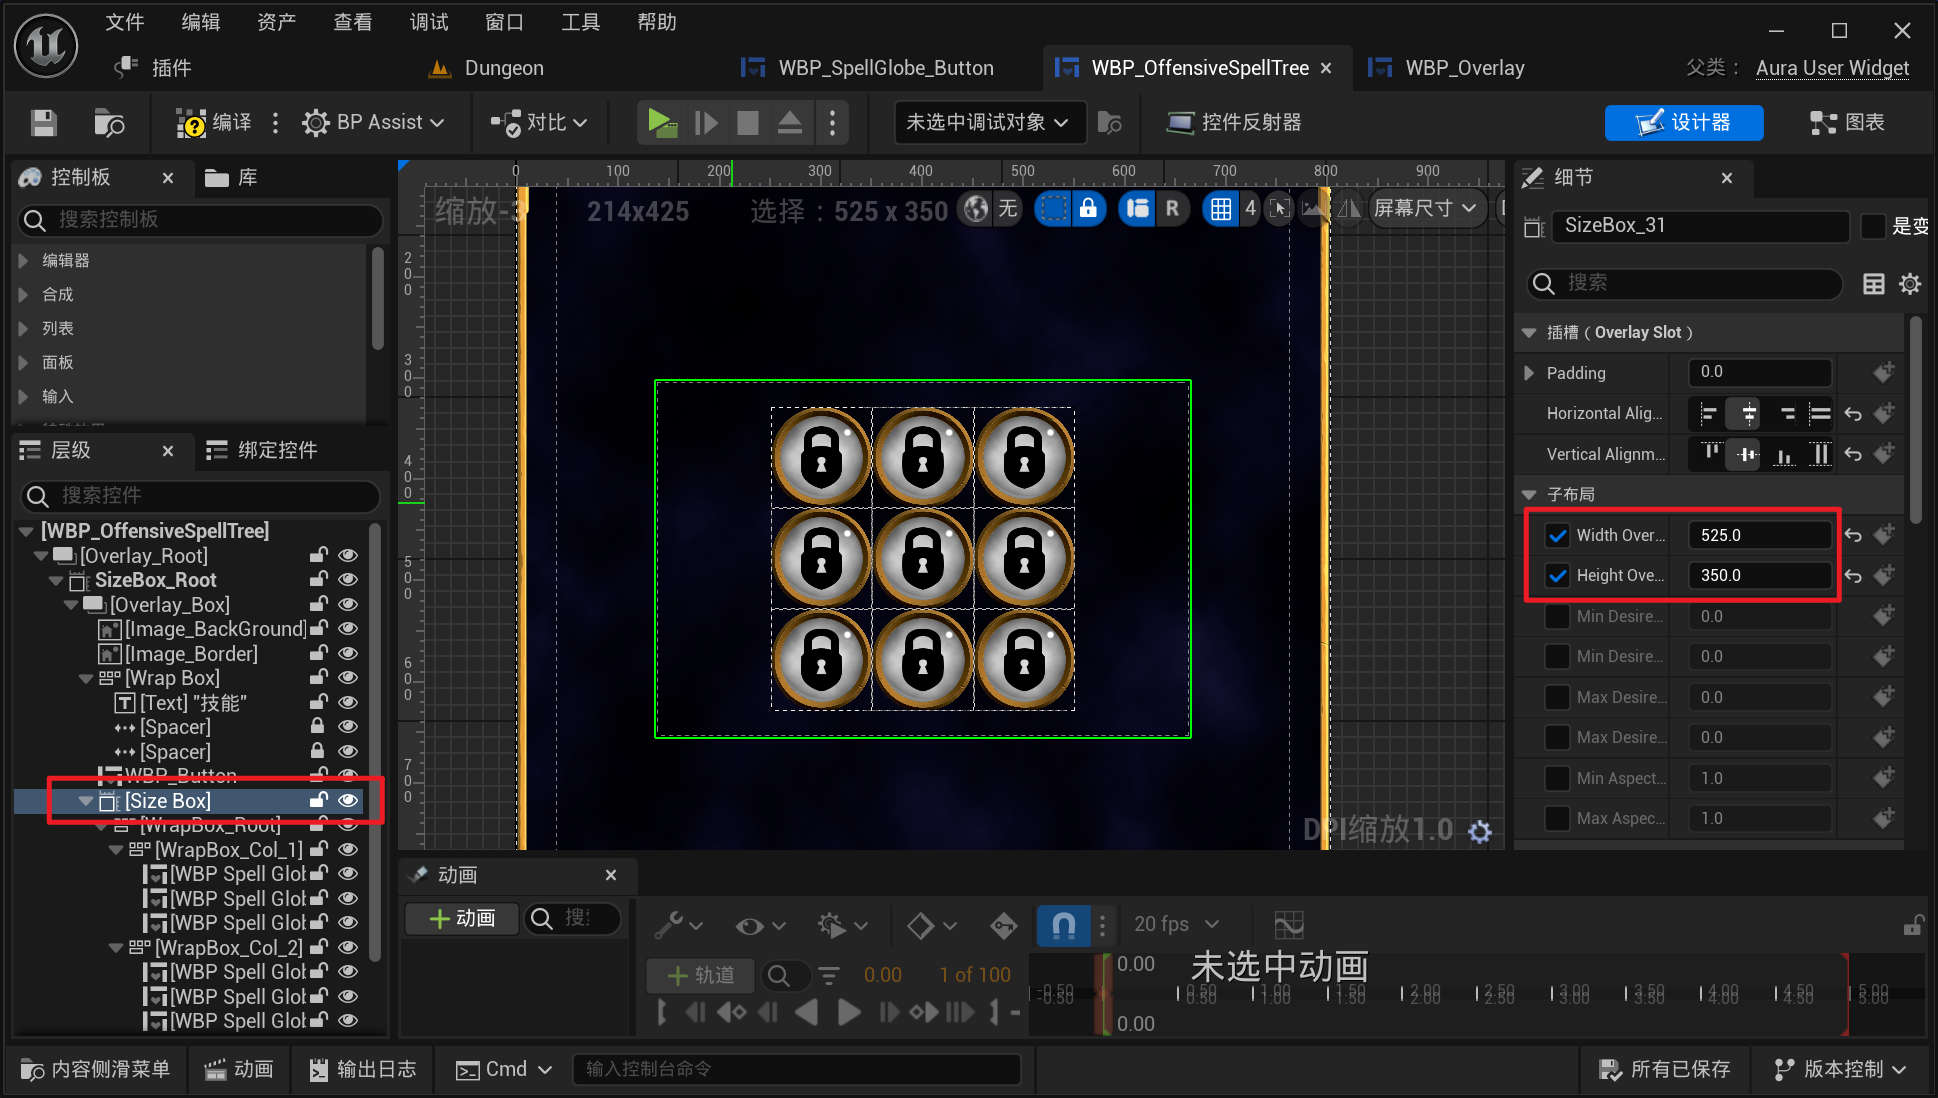 文件 编辑 资产 查看 调试 窗口 工具 帮助
插件 Dungeon WBP_SpellGlobe_Button WBP_OffensiveSpellTree WBP_Overlay 父类： Aura User Widget
编译 BP Assist 对比 未选中调试对象 控件反射器 设计器 图表
控制板 库
搜索控制板
编辑器
合成
列表
面板
输入
层级 绑定控件
搜索控件
[WBP_OffensiveSpellTree]
[Overlay_Root]
SizeBox_Root
[Overlay_Box]
[Image_BackGround]
[Image_Border]
[Wrap Box]
[Text] "技能"
[Spacer]
[Spacer]
WBP_Button
[Size Box]
[WrapBox_Root]
[WrapBox_Col_1]
[WBP Spell Glo
[WBP Spell Glo
[WBP Spell Glo
[WrapBox_Col_2]
[WBP Spell Glo
[WBP Spell Glo
[WBP Spell Glo
0 100 200 300 400 500 600 700 800 900
缩放-3 214x425 选择：525 x 350 无 R 4 屏幕尺寸
200
300
400
500
600
700
DPI缩放1.0
细节
SizeBox_31 是变
搜索
插槽（Overlay Slot）
Padding 0.0
Horizontal Alig...
Vertical Alignm...
子布局
Width Over... 525.0
Height Ove... 350.0
Min Desire... 0.0
Min Desire... 0.0
Max Desire... 0.0
Max Desire... 0.0
Min Aspect... 1.0
Max Aspec... 1.0
动画
动画 搜 20 fps
轨道 0.00 1 of 100
0.00 未选中动画
-0.50 0.50 1.00 1.50 2.00 2.50 3.00 3.50 4.00 4.50 5.00
0.00
内容侧滑菜单 动画 输出日志 Cmd 输入控制台命令 所有已保存 版本控制